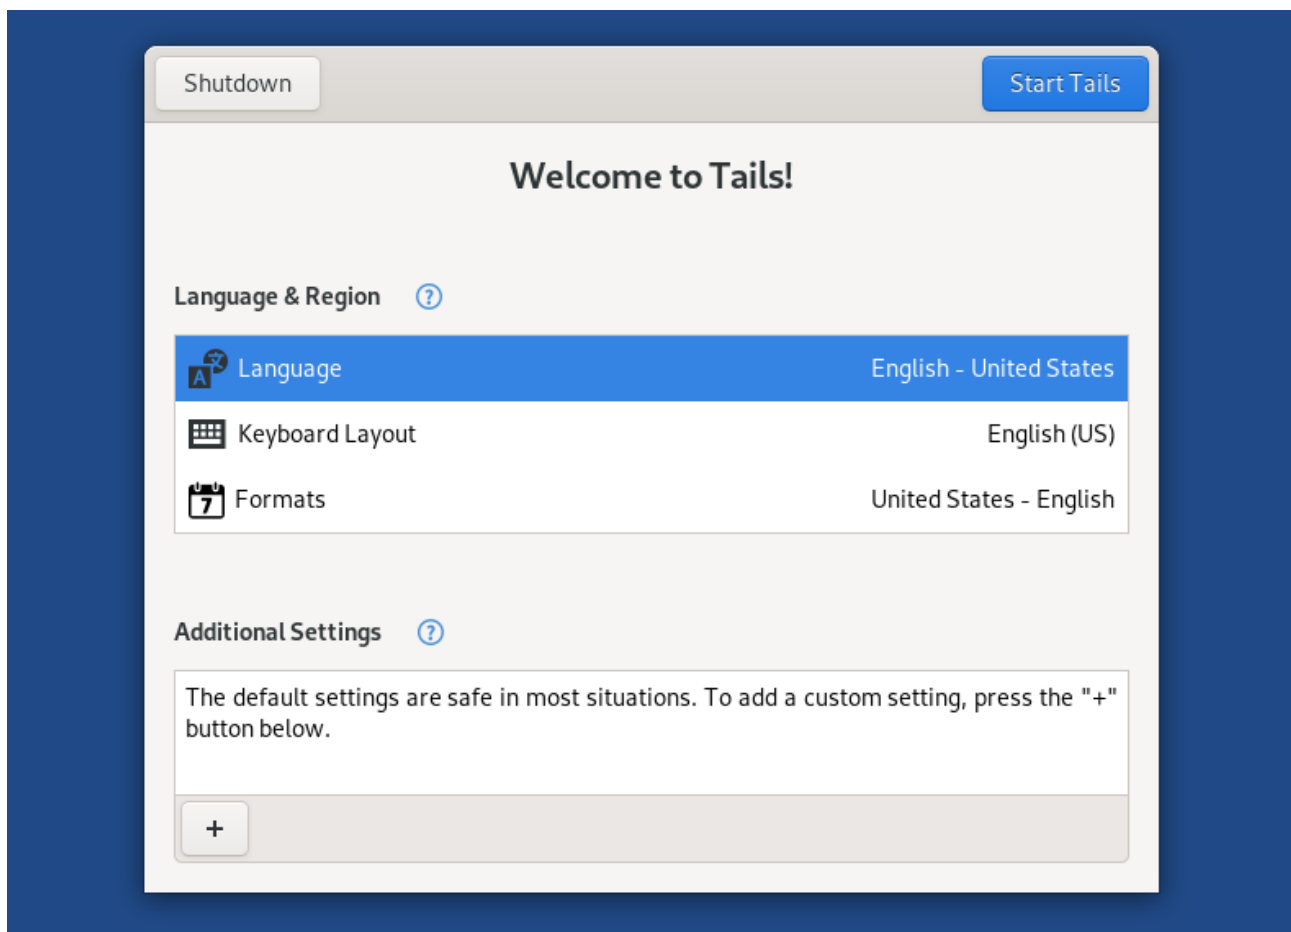 Shutdown
Start Tails
Welcome to Tails!
Language & Region ?
Language English - United States
Keyboard Layout English (US)
7 Formats United States - English
Additional Settings ?
The default settings are safe in most situations. To add a custom setting, press the "+"
button below.
+